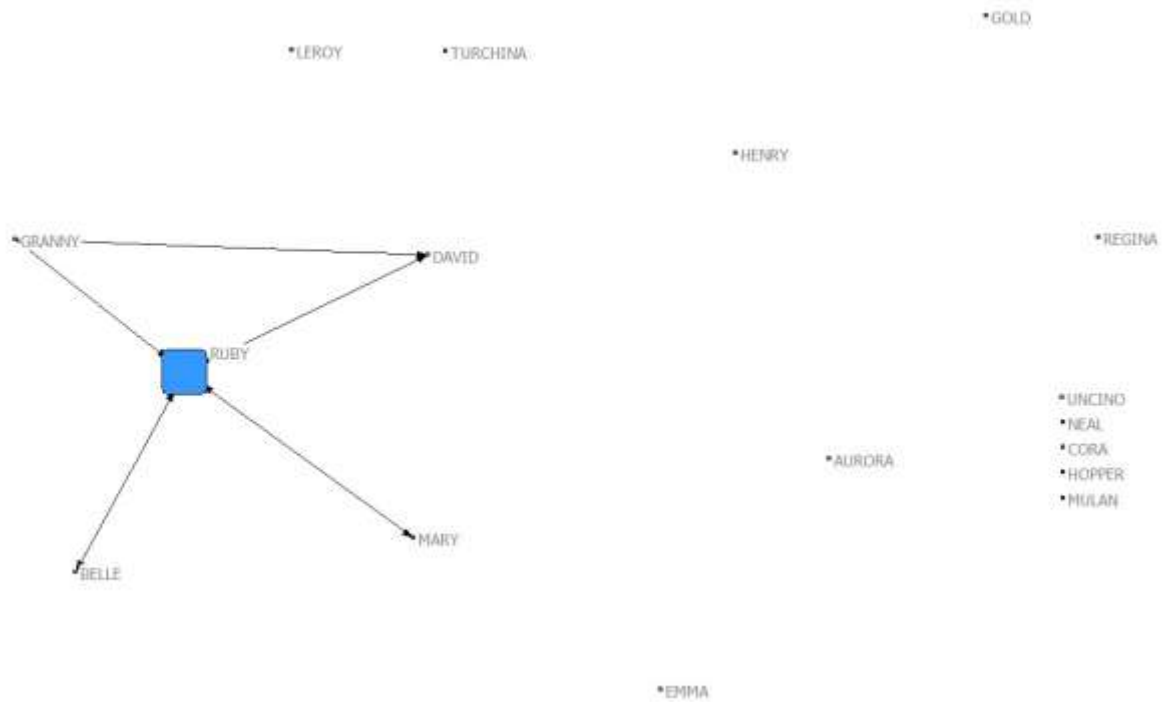 GOLD
LEROY
TURCHINA
HENRY
GRANNY
REGINA
DAVID
RUBY
UNCINO
NEAL
CORA
AURORA
HOPPER
MULAN
MARY
BELLE
EMMA